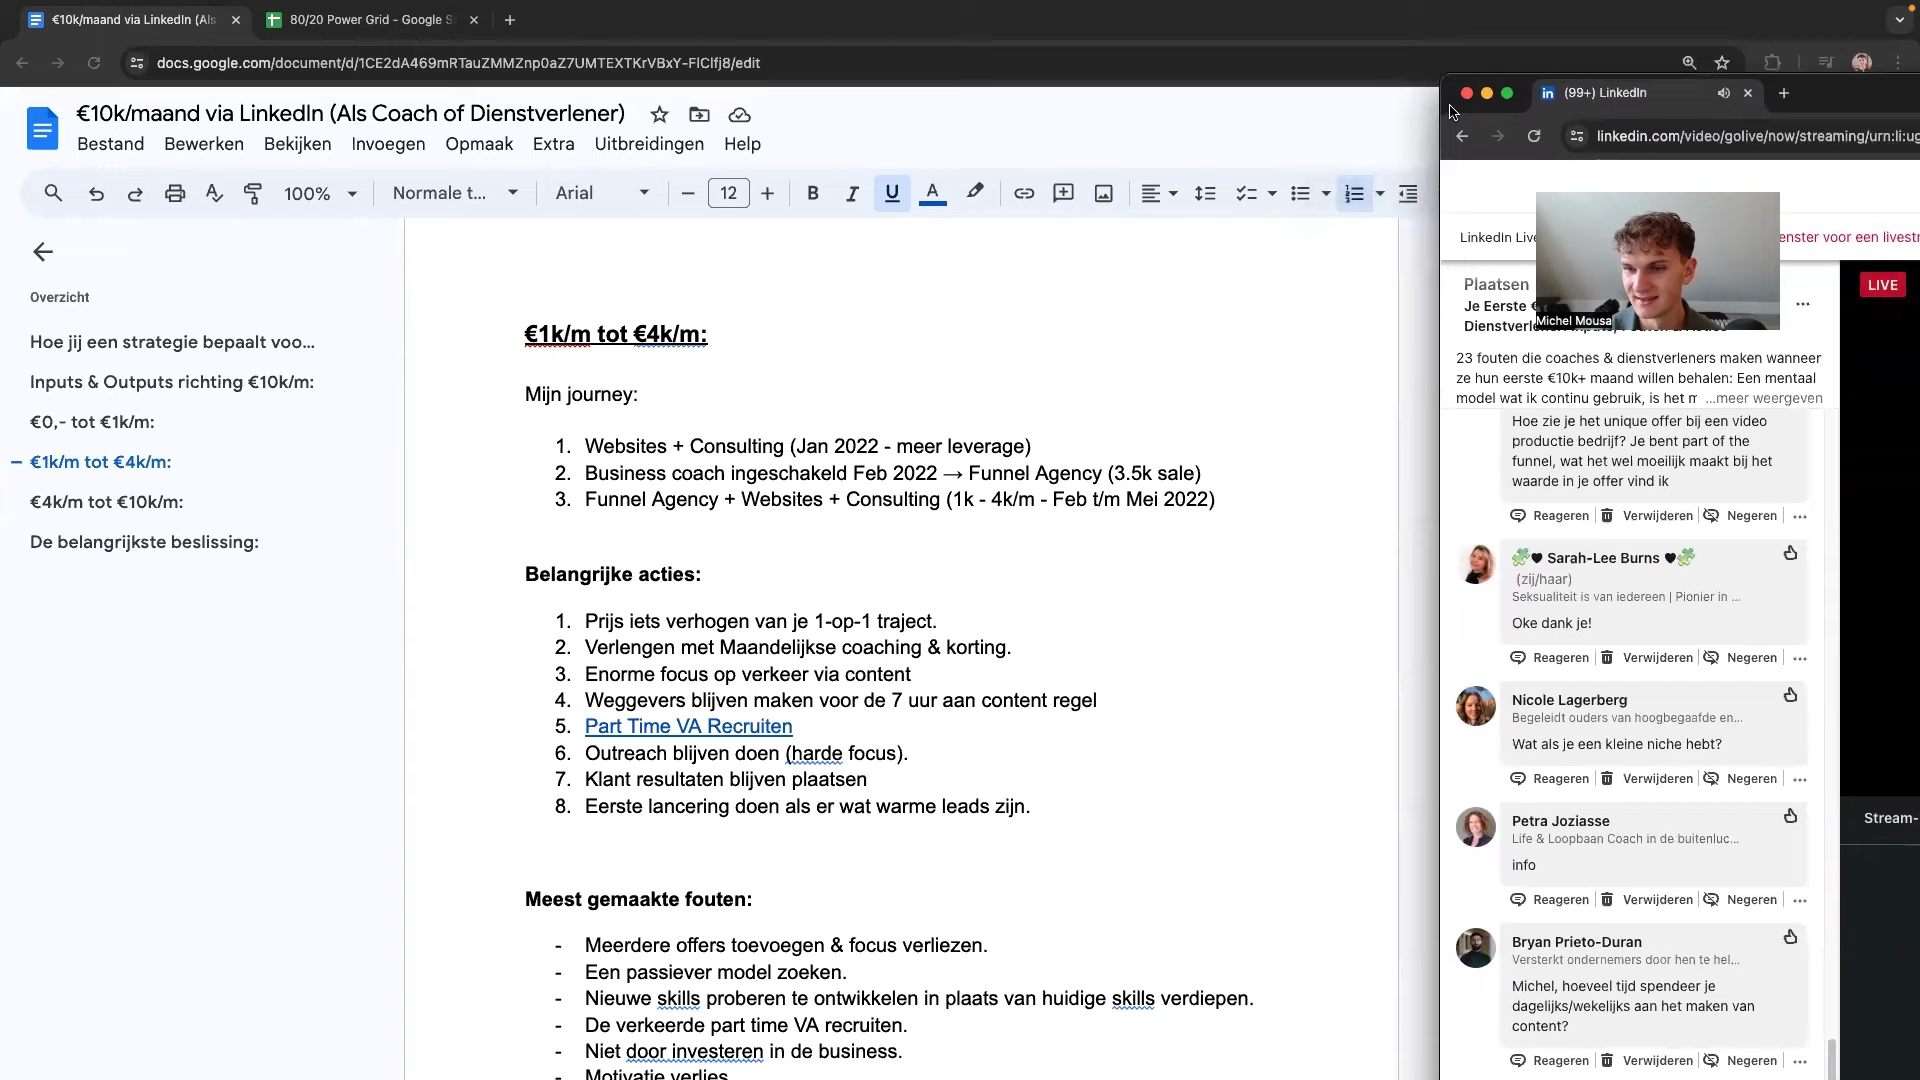 €10k/maand via LinkedIn (Als
80/20 Power Grid - Google S
docs.google.com/document/d/1CE2dA469mRTauZMMZnp0aZ7UMTEXTKrVBxY-FlClfj8/edit
€10k/maand via LinkedIn (Als Coach of Dienstverlener)
Bestand Bewerken Bekijken Invoegen Opmaak Extra Uitbreidingen Help
100% Normale t... Arial 12 B I U A
Overzicht
Hoe jij een strategie bepaalt voo...
Inputs & Outputs richting €10k/m:
€0,- tot €1k/m:
€1k/m tot €4k/m:
€4k/m tot €10k/m:
De belangrijkste beslissing:
€1k/m tot €4k/m:
Mijn journey:
1. Websites + Consulting (Jan 2022 - meer leverage)
2. Business coach ingeschakeld Feb 2022 → Funnel Agency (3.5k sale)
3. Funnel Agency + Websites + Consulting (1k - 4k/m - Feb t/m Mei 2022)
Belangrijke acties:
1. Prijs iets verhogen van je 1-op-1 traject.
2. Verlengen met Maandelijkse coaching & korting.
3. Enorme focus op verkeer via content
4. Weggevers blijven maken voor de 7 uur aan content regel
5. Part Time VA Recruiten
6. Outreach blijven doen (harde focus).
7. Klant resultaten blijven plaatsen
8. Eerste lancering doen als er wat warme leads zijn.
Meest gemaakte fouten:
- Meerdere offers toevoegen & focus verliezen.
- Een passiever model zoeken.
- Nieuwe skills proberen te ontwikkelen in plaats van huidige skills verdiepen.
- De verkeerde part time VA recruiten.
- Niet door investeren in de business.
- Motivatie verlies
(99+) LinkedIn
linkedin.com/video/golive/now/streaming/urn:li:ug
LinkedIn Live
enster voor een livestr
Michel Mousa
LIVE
Plaatsen
Je Eerste €
Dienstverle
23 fouten die coaches & dienstverleners maken wanneer
ze hun eerste €10k+ maand willen behalen: Een mentaal
model wat ik continu gebruik, is het m ...meer weergeven
Hoe zie je het unique offer bij een video
productie bedrijf? Je bent part of the
funnel, wat het wel moeilijk maakt bij het
waarde in je offer vind ik
Reageren Verwijderen Negeren
Sarah-Lee Burns
(zij/haar)
Seksualiteit is van iedereen | Pionier in ...
Oke dank je!
Reageren Verwijderen Negeren
Nicole Lagerberg
Begeleidt ouders van hoogbegaafde en...
Wat als je een kleine niche hebt?
Reageren Verwijderen Negeren
Petra Joziasse
Life & Loopbaan Coach in de buitenluc...
info
Reageren Verwijderen Negeren
Bryan Prieto-Duran
Versterkt ondernemers door hen te hel...
Michel, hoeveel tijd spendeer je
dagelijks/wekelijks aan het maken van
content?
Reageren Verwijderen Negeren
Stream-